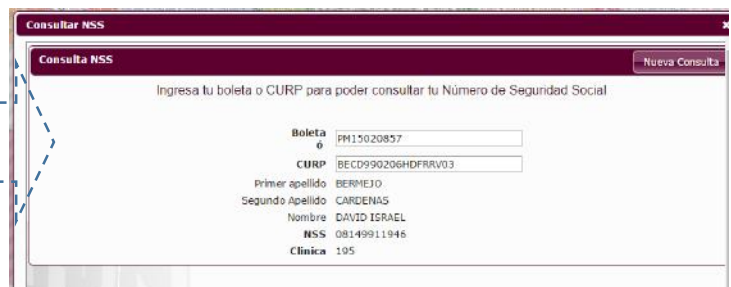 Consultar NSS x
Consulta NSS Nueva Consulta
Ingresa tu boleta o CURP para poder consultar tu Número de Seguridad Social
Boleta PM15020857
ó
CURP BECD990206HDFRRV03
Primer apellido BERMEJO
Segundo Apellido CARDENAS
Nombre DAVID ISRAEL
NSS 08149911946
Clinica 195